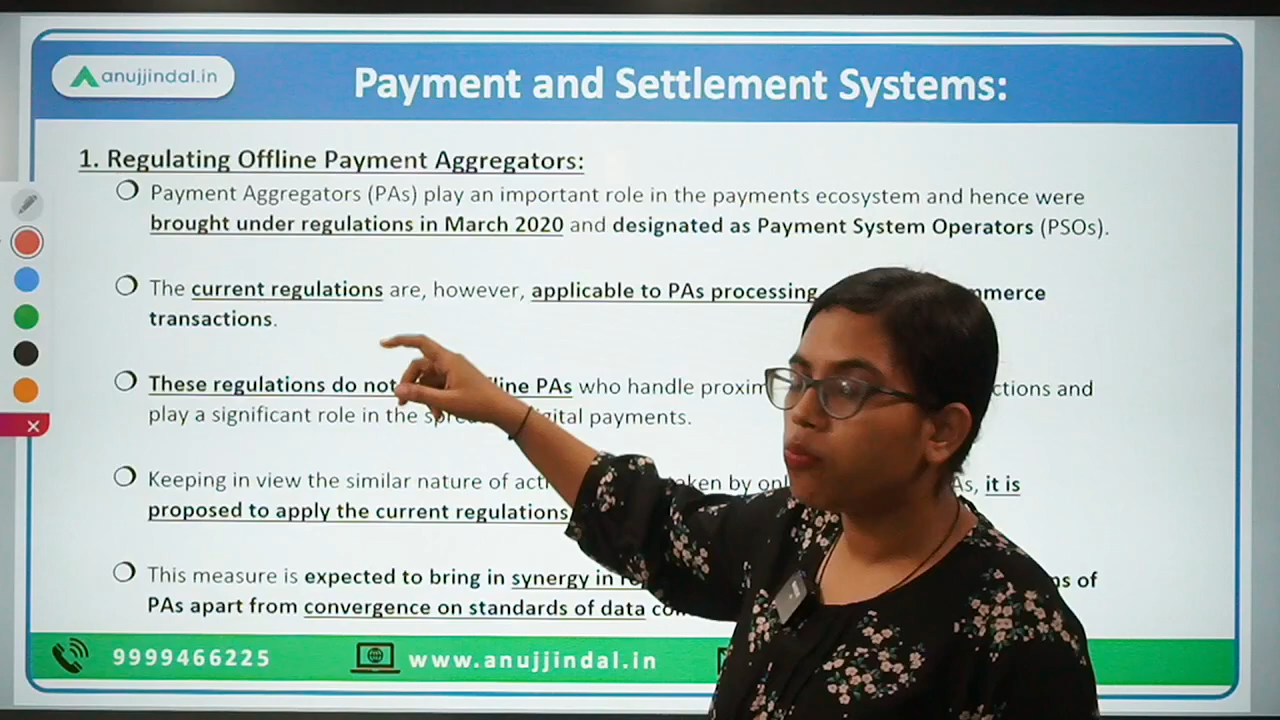 anujjindal.in
Payment and Settlement Systems:
1. Regulating Offline Payment Aggregators:
Payment Aggregators (PAs) play an important role in the payments ecosystem and hence were
brought under regulations in March 2020 and designated as Payment System Operators (PSOs).
The current regulations are, however, applicable to PAs processing
transactions.
These regulations do not PAs who handle and
play a significant role in the digital payments.
Keeping in view the similar nature of by it is
proposed to apply the current regulations
This measure is expected to bring in synergy in of
PAs apart from convergence on standards of data
9999466225
www.anujjindal.in